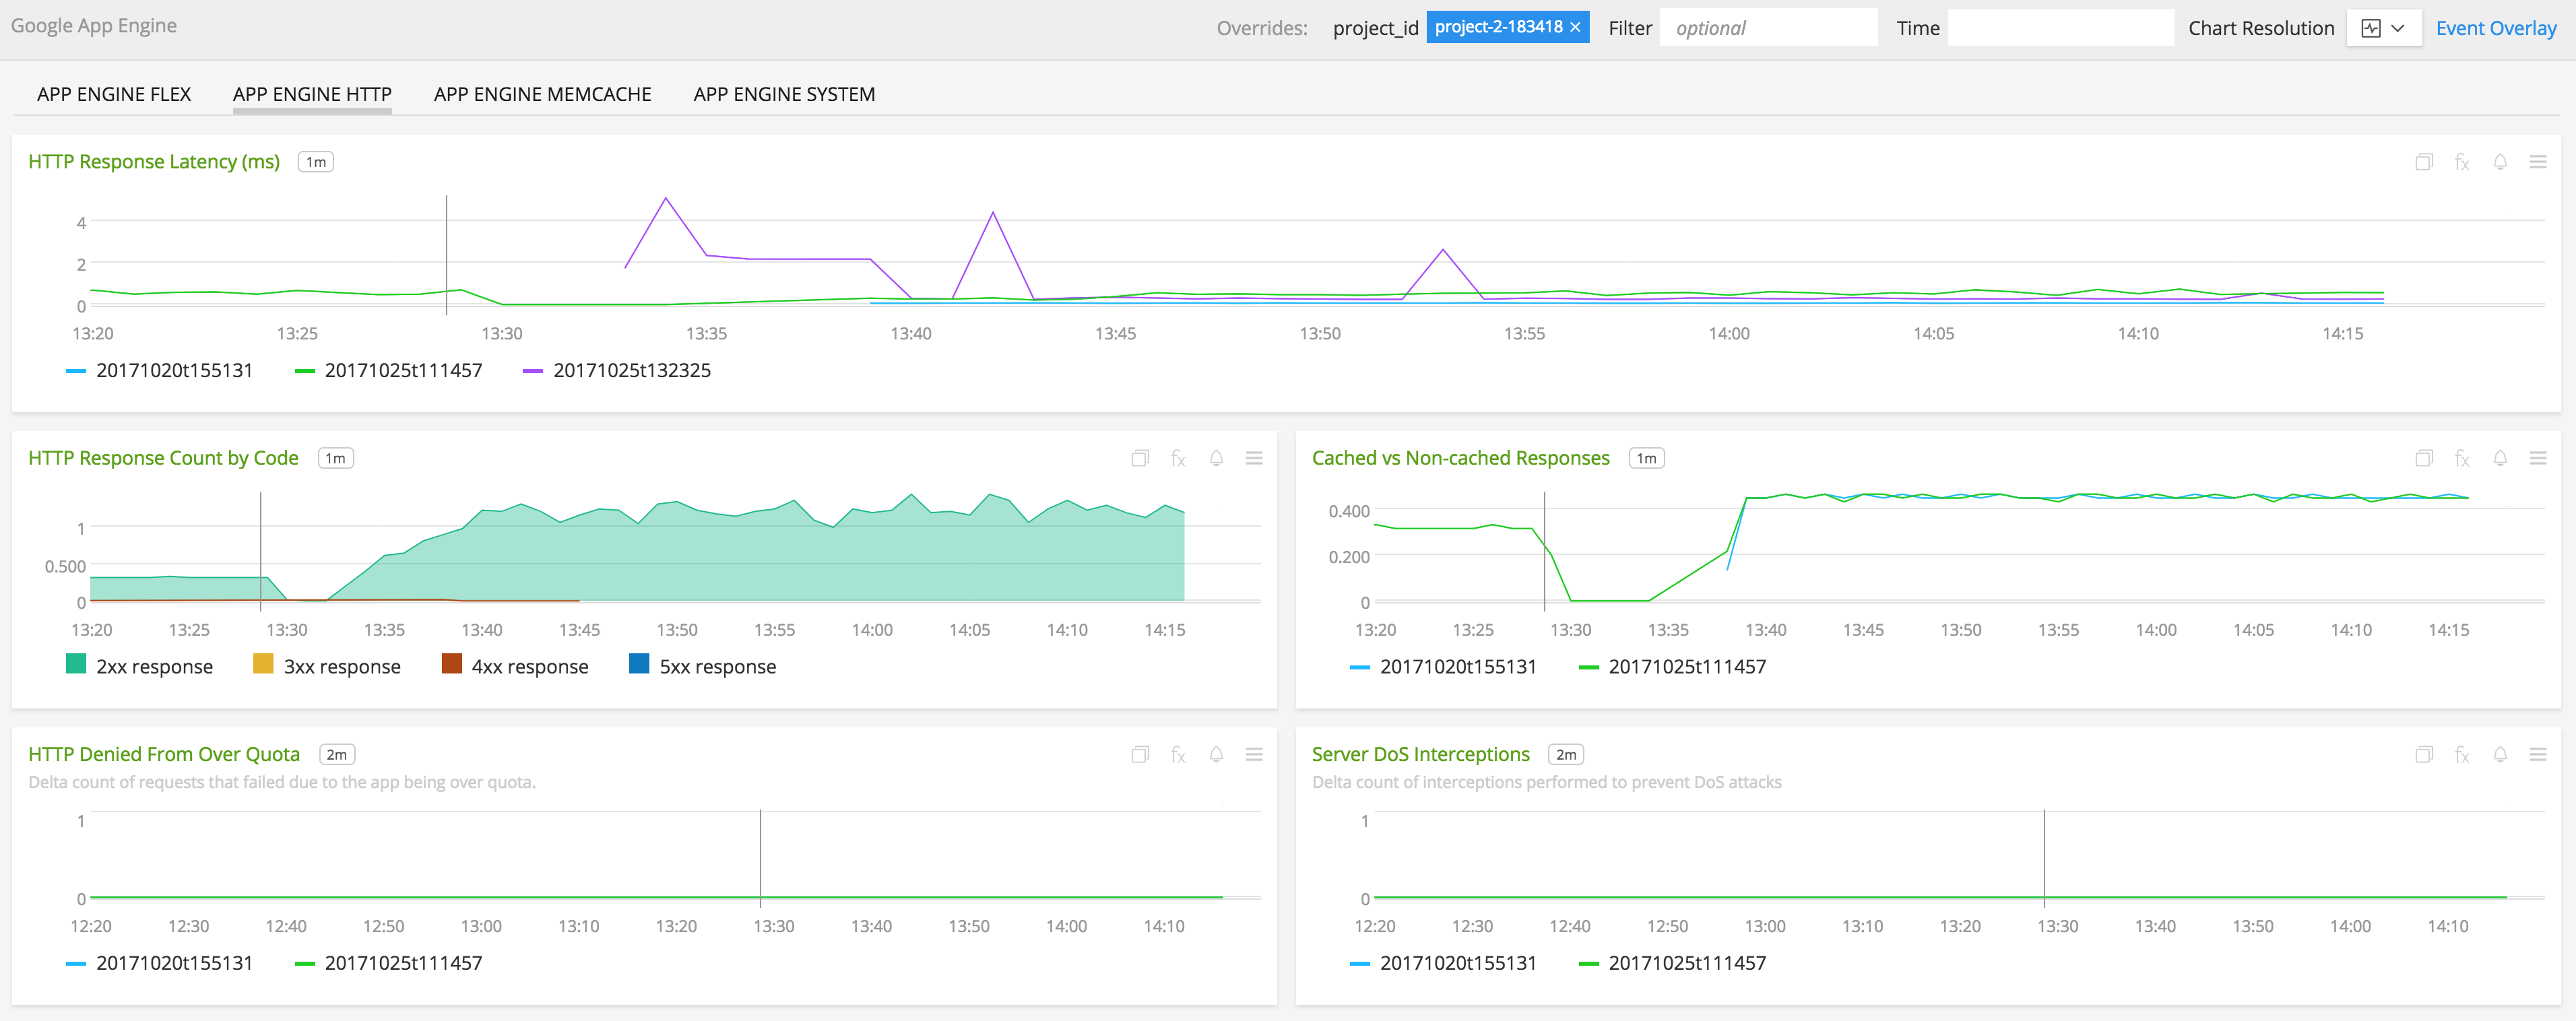 Google App Engine Overrides: project_id project-2-183418 × Filter optional Time Chart Resolution Event Overlay
APP ENGINE FLEX APP ENGINE HTTP APP ENGINE MEMCACHE APP ENGINE SYSTEM
HTTP Response Latency (ms) 1m fx
4
2
0
13:20 13:25 13:30 13:35 13:40 13:45 13:50 13:55 14:00 14:05 14:10 14:15
20171020t155131 20171025t111457 20171025t132325
HTTP Response Count by Code 1m fx
1
0.500
0
13:20 13:25 13:30 13:35 13:40 13:45 13:50 13:55 14:00 14:05 14:10 14:15
2xx response 3xx response 4xx response 5xx response
Cached vs Non-cached Responses 1m fx
0.400
0.200
0
13:20 13:25 13:30 13:35 13:40 13:45 13:50 13:55 14:00 14:05 14:10 14:15
20171020t155131 20171025t111457
HTTP Denied From Over Quota 2m fx
Delta count of requests that failed due to the app being over quota.
1
0
12:20 12:30 12:40 12:50 13:00 13:10 13:20 13:30 13:40 13:50 14:00 14:10
20171020t155131 20171025t111457
Server DoS Interceptions 2m fx
Delta count of interceptions performed to prevent DoS attacks
1
0
12:20 12:30 12:40 12:50 13:00 13:10 13:20 13:30 13:40 13:50 14:00 14:10
20171020t155131 20171025t111457